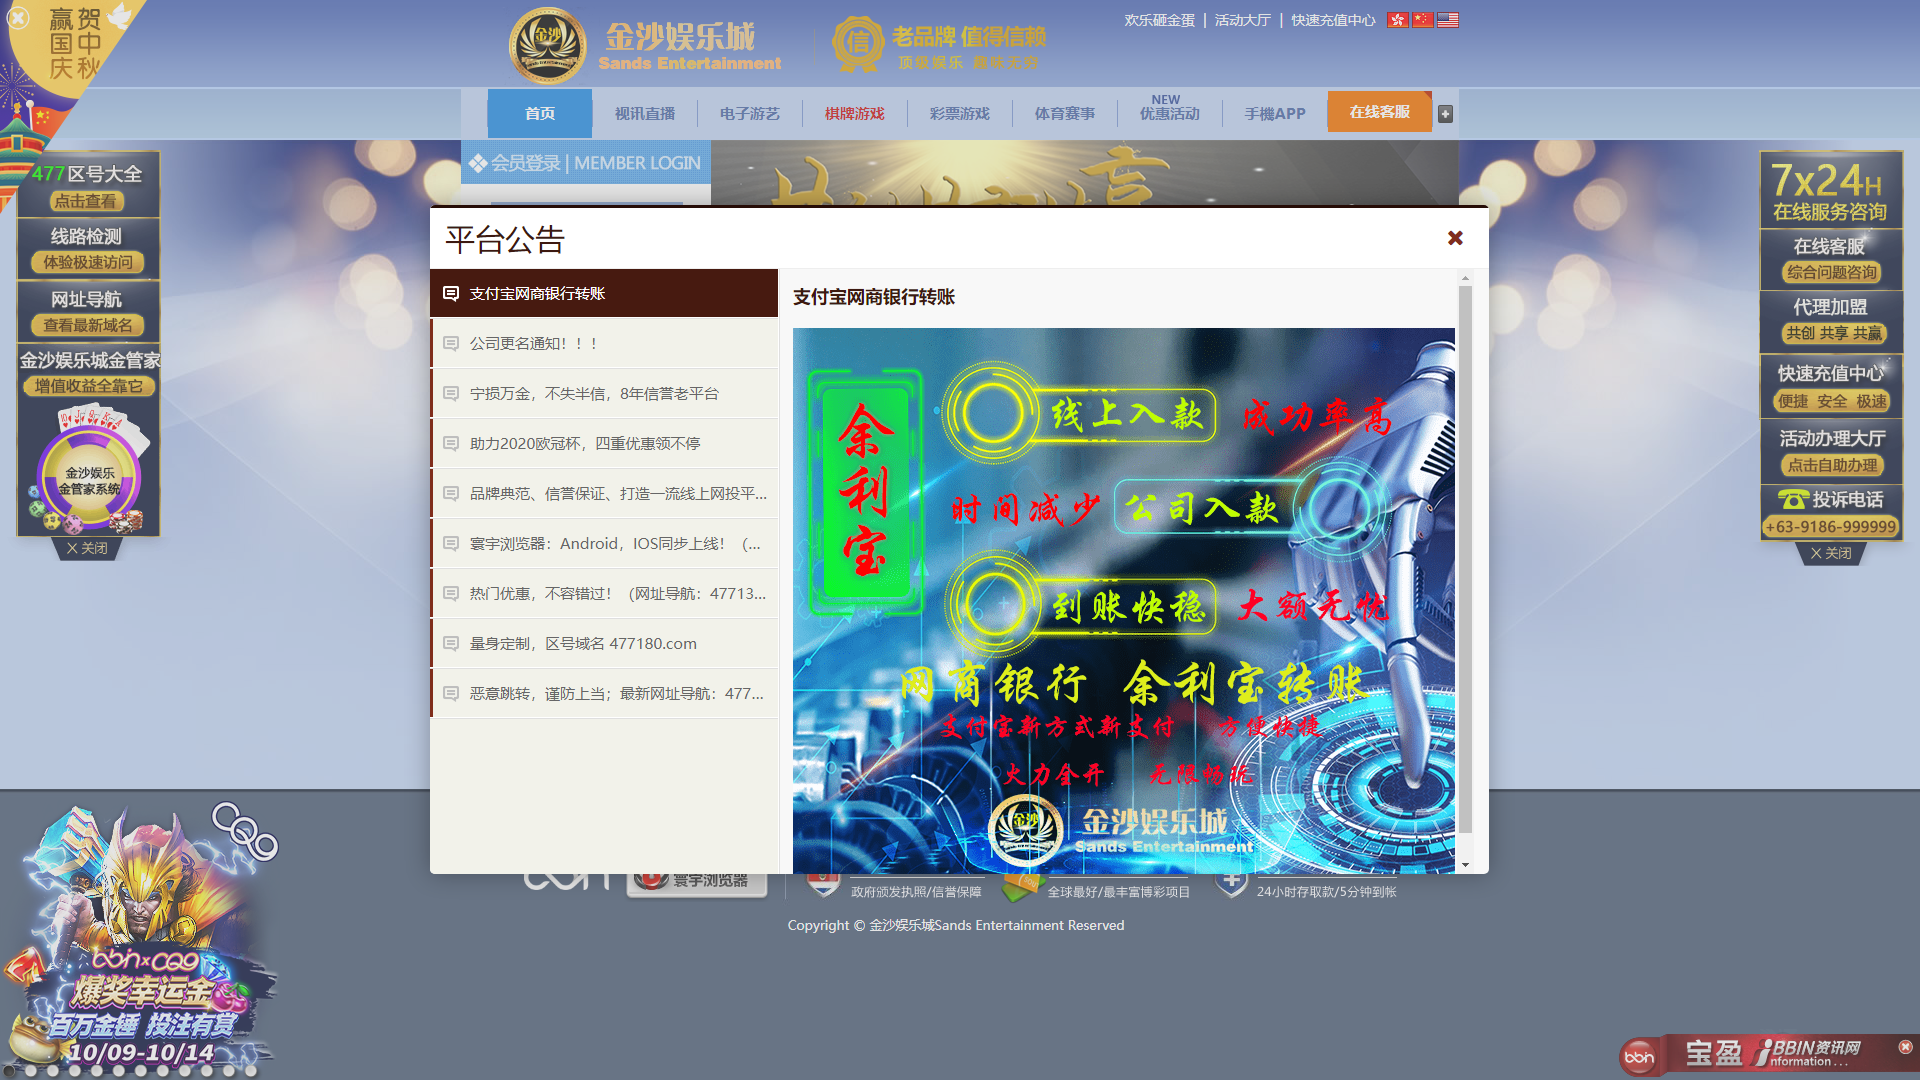 贺中秋
赢国庆
金沙娱乐城
Sands Entertainment
金沙
信
老品牌 值得信赖
顶级娱乐 趣味无穷
欢乐砸金蛋 | 活动大厅 | 快速充值中心
首页
视讯直播
电子游艺
棋牌游戏
彩票游戏
体育赛事
NEW
优惠活动
手機APP
在线客服
会员登录 | MEMBER LOGIN
477区号大全
点击查看
线路检测
体验极速访问
网址导航
查看最新域名
金沙娱乐城金管家
增值收益全靠它
金沙娱乐
金管家系统
X 关闭
平台公告
支付宝网商银行转账
公司更名通知！！！
宁损万金，不失半信，8年信誉老平台
助力2020欧冠杯，四重优惠领不停
品牌典范、信誉保证、打造一流线上网投平...
寰宇浏览器：Android，IOS同步上线！（...
热门优惠，不容错过！（网址导航：47713...
量身定制，区号域名 477180.com
恶意跳转，谨防上当；最新网址导航：477...
支付宝网商银行转账
余利宝
线上入款 成功率高
时间减少 公司入款
到账快稳 大额无忧
网商银行 余利宝转账
支付宝新方式新支付 方便快捷
火力全开 无限畅玩
金沙
金沙娱乐城
Sands Entertainment
7x24H
在线服务咨询
在线客服
综合问题咨询
代理加盟
共创 共享 共赢
快速充值中心
便捷 安全 极速
活动办理大厅
点击自助办理
投诉电话
+63-9186-999999
X 关闭
寰宇浏览器
政府颁发执照/信誉保障
全球最好/最丰富博彩项目
24小时存取款/5分钟到帐
Copyright © 金沙娱乐城Sands Entertainment Reserved
CQ9
bbin x CQ9
爆奖幸运金
百万金锤 投注有赏
10/09-10/14
bbin
宝盈
BBIN资讯网
information...